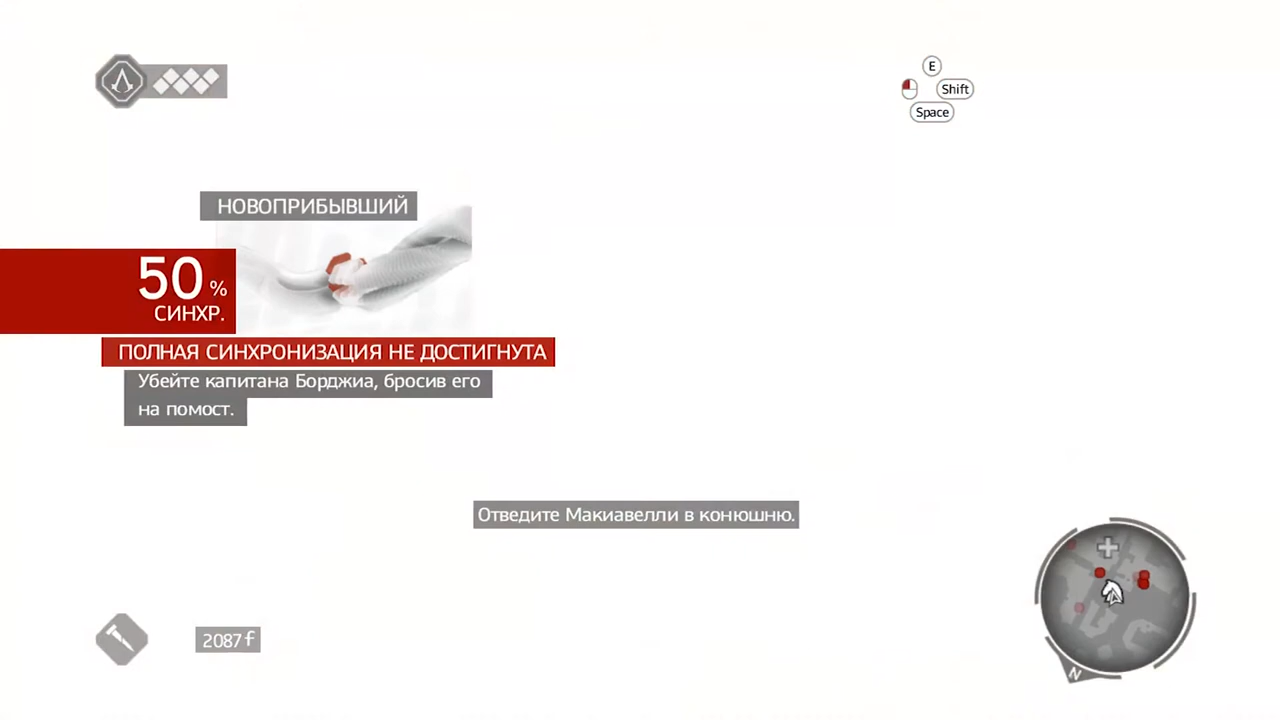 E
Shift
Space
НОВОПРИБЫВШИЙ
50 %
СИНХР.
ПОЛНАЯ СИНХРОНИЗАЦИЯ НЕ ДОСТИГНУТА
Убейте капитана Борджиа, бросив его
на помост.
Отведите Макиавелли в конюшню.
2087 f
N